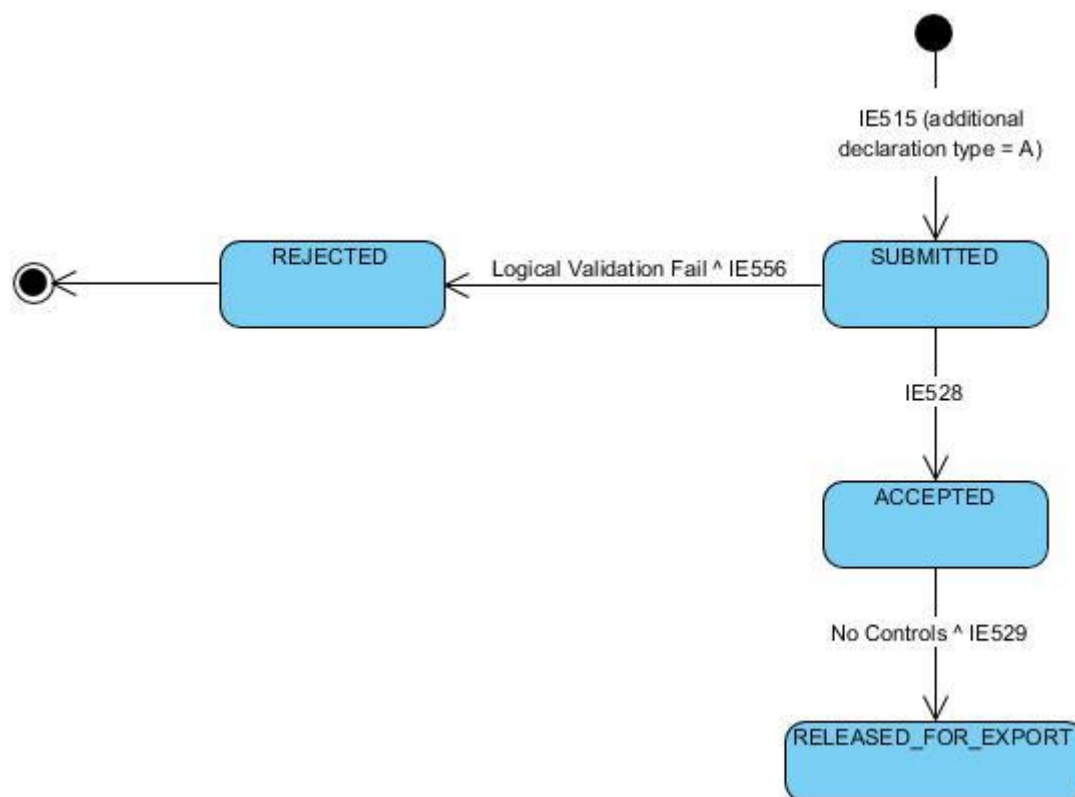 IE515 (additional
declaration type = A)
REJECTED
Logical Validation Fail ^ IE556
SUBMITTED
IE528
ACCEPTED
No Controls ^ IE529
RELEASED_FOR_EXPORT